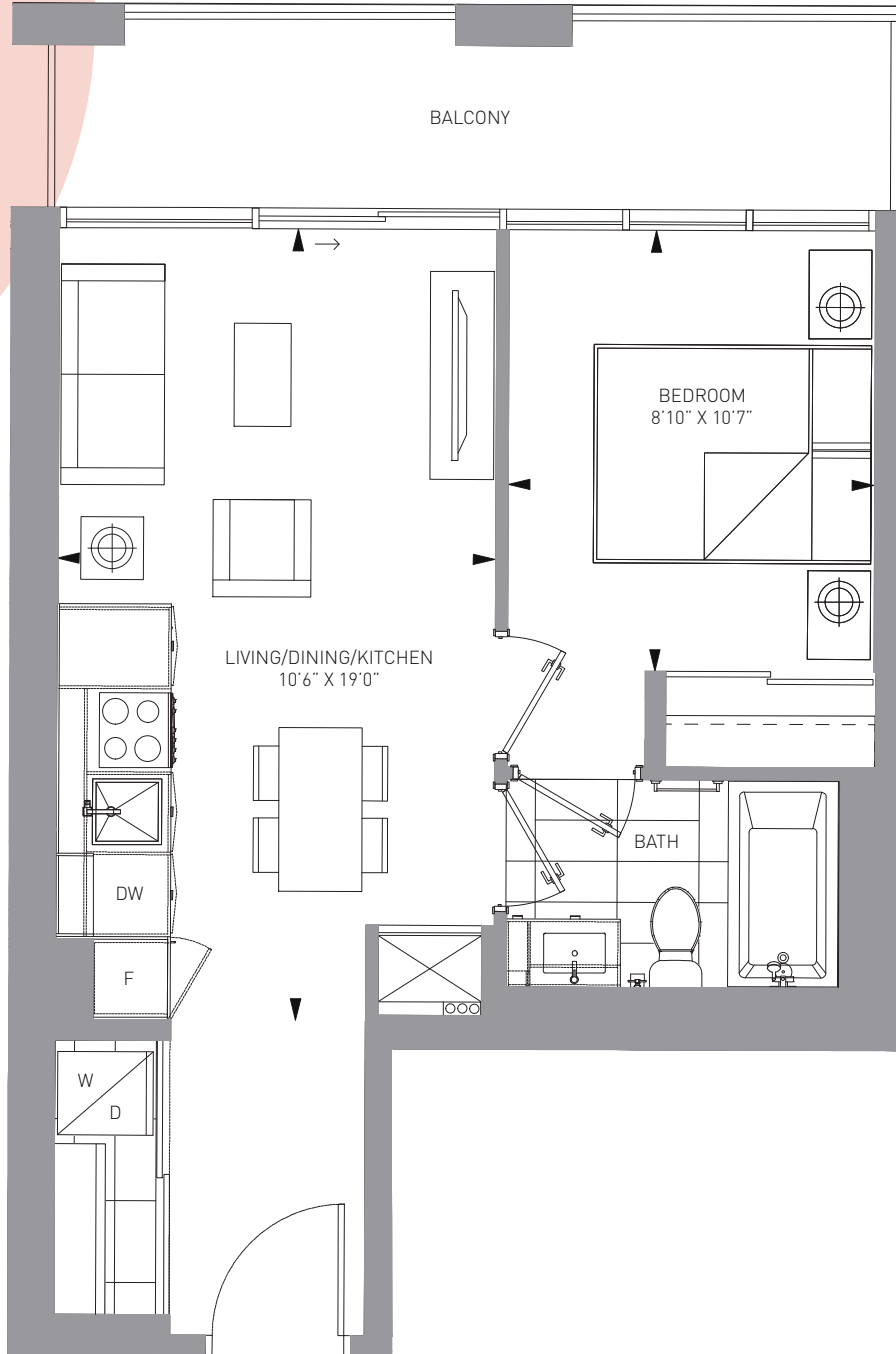 BALCONY
BEDROOM
8'10" X 10'7"
LIVING/DINING/KITCHEN
10'6" X 19'0"
BATH
DW
F
W
D